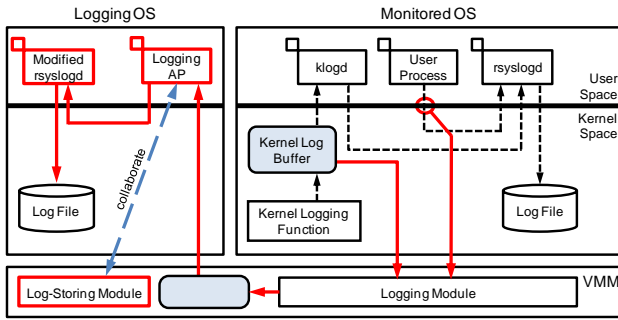 Logging OS
Monitored OS
Modified
rsyslogd
Logging
AP
klogd
User
Process
rsyslogd
User
Space
Kernel
Space
Kernel Log
Buffer
collaborate
Log File
Kernel Logging
Function
Log File
VMM
Log-Storing Module
Logging Module